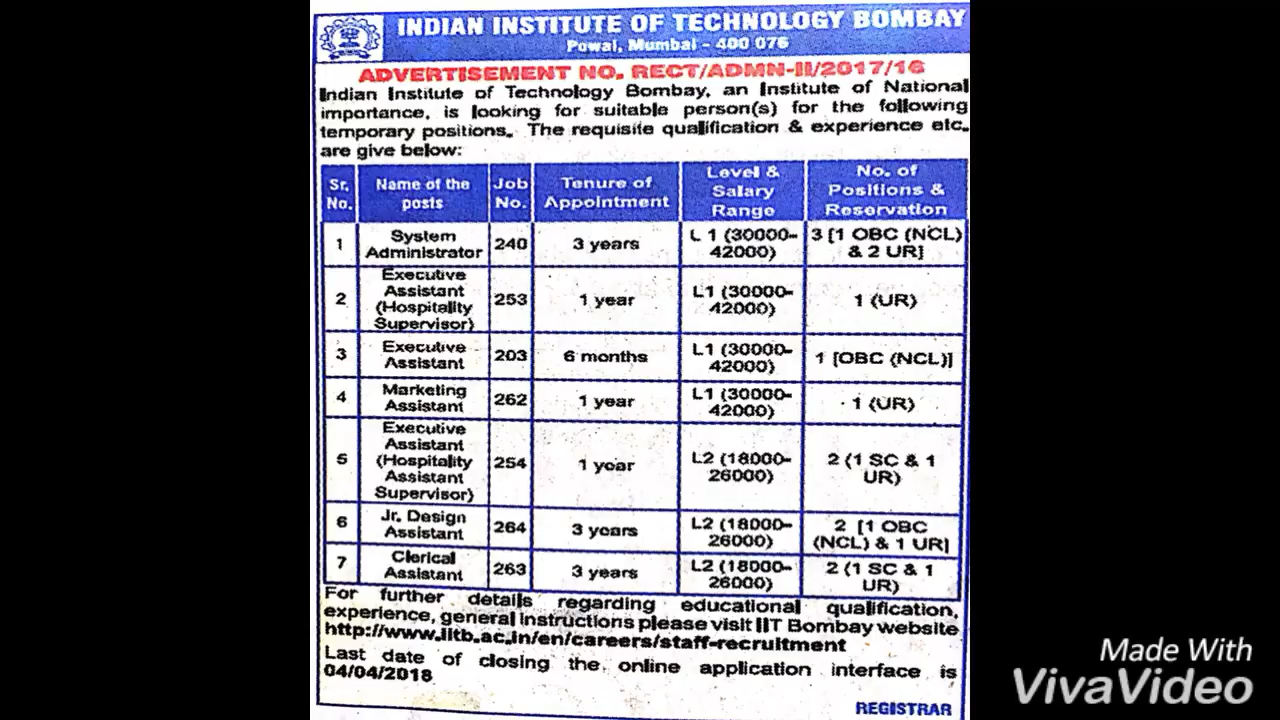 INDIAN INSTITUTE OF TECHNOLOGY BOMBAY
Powai, Mumbai - 400 076
ADVERTISEMENT NO. RECT/ADMN-II/2017/16
Indian Institute of Technology Bombay, an Institute of National
importance, is looking for suitable person(s) for the following
temporary positions. The requisite qualification & experience etc.
are give below:
Sr. No. Name of the posts Job No. Tenure of Appointment Level & Salary Range No. of Positions & Reservation
1 System Administrator 240 3 years L 1 (30000-42000) 3 [1 OBC (NCL) & 2 UR]
2 Executive Assistant (Hospitality Supervisor) 253 1 year L1 (30000-42000) 1 (UR)
3 Executive Assistant 203 6 months L1 (30000-42000) 1 [OBC (NCL)]
4 Marketing Assistant 262 1 year L1 (30000-42000) 1 (UR)
5 Executive Assistant (Hospitality Assistant Supervisor) 254 1 year L2 (18000-26000) 2 (1 SC & 1 UR)
6 Jr. Design Assistant 264 3 years L2 (18000-26000) 2 [1 OBC (NCL) & 1 UR]
7 Clerical Assistant 263 3 years L2 (18000-26000) 2 (1 SC & 1 UR)
For further details regarding educational qualification,
experience, general instructions please visit IIT Bombay website
http://www.iitb.ac.in/en/careers/staff-recruitment
Last date of closing the online application interface is
04/04/2018
REGISTRAR
Made With
VivaVideo